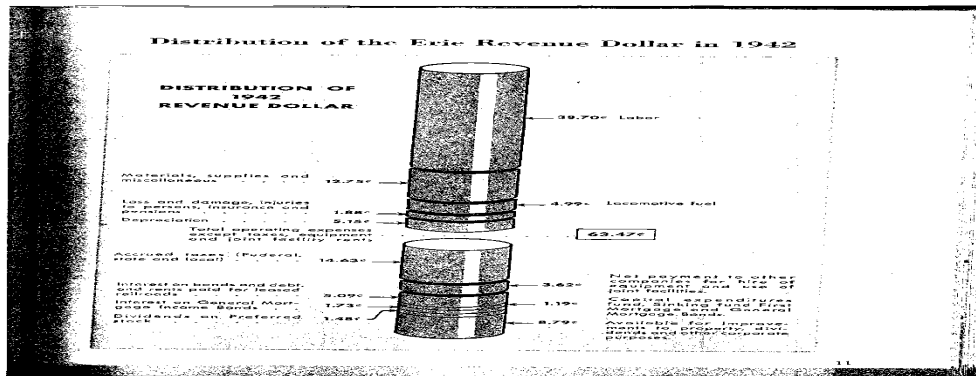 Distribution of the Erie Revenue Dollar in 1942
DISTRIBUTION OF
1942
REVENUE DOLLAR
38.70¢ Labor
Materials, supplies and
miscellaneous . . . . 12.75¢
4.99¢ Locomotive fuel
Loss and damage, injuries
to persons, insurance and
pensions . . . . . 1.88¢
Depreciation . . . . 5.15¢
Total operating expenses
except taxes, equipment
and joint facility rents
63.47¢
Accrued taxes (Federal,
state and local) . . . 14.63¢
3.62¢ Net payment to other
companies for hire of
equipment and rent of
joint facilities.
Interest on bonds and debt,
and rents paid for leased
railroads . . . . . 5.09¢
1.19¢ Capital expenditures
fund. Sinking fund First
Mortgage and General
Mortgage Bonds.
Interest on General Mort-
gage Income Bonds . . 1.73¢
Dividends on Preferred
stock . . . . . 1.48¢
8.79¢ Available for improve-
ments to property, divi-
dends and other corporate
purposes.
11